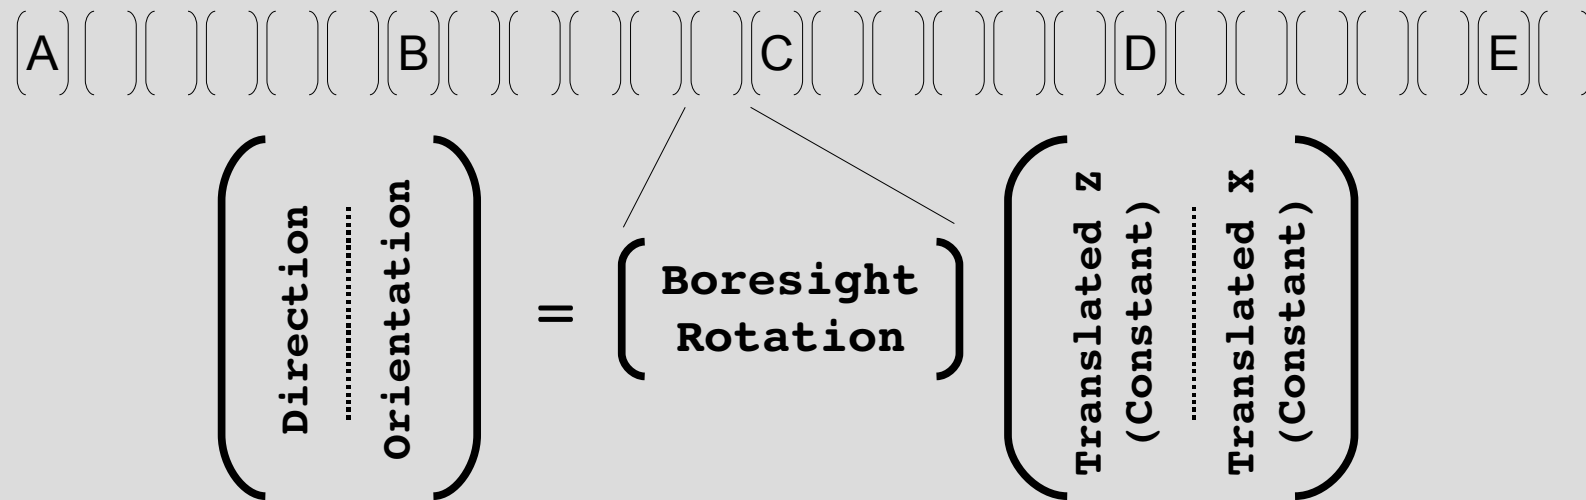 A B C D E
Direction
Orientation
=
Boresight
Rotation
Translated Z
(Constant)
Translated X
(Constant)